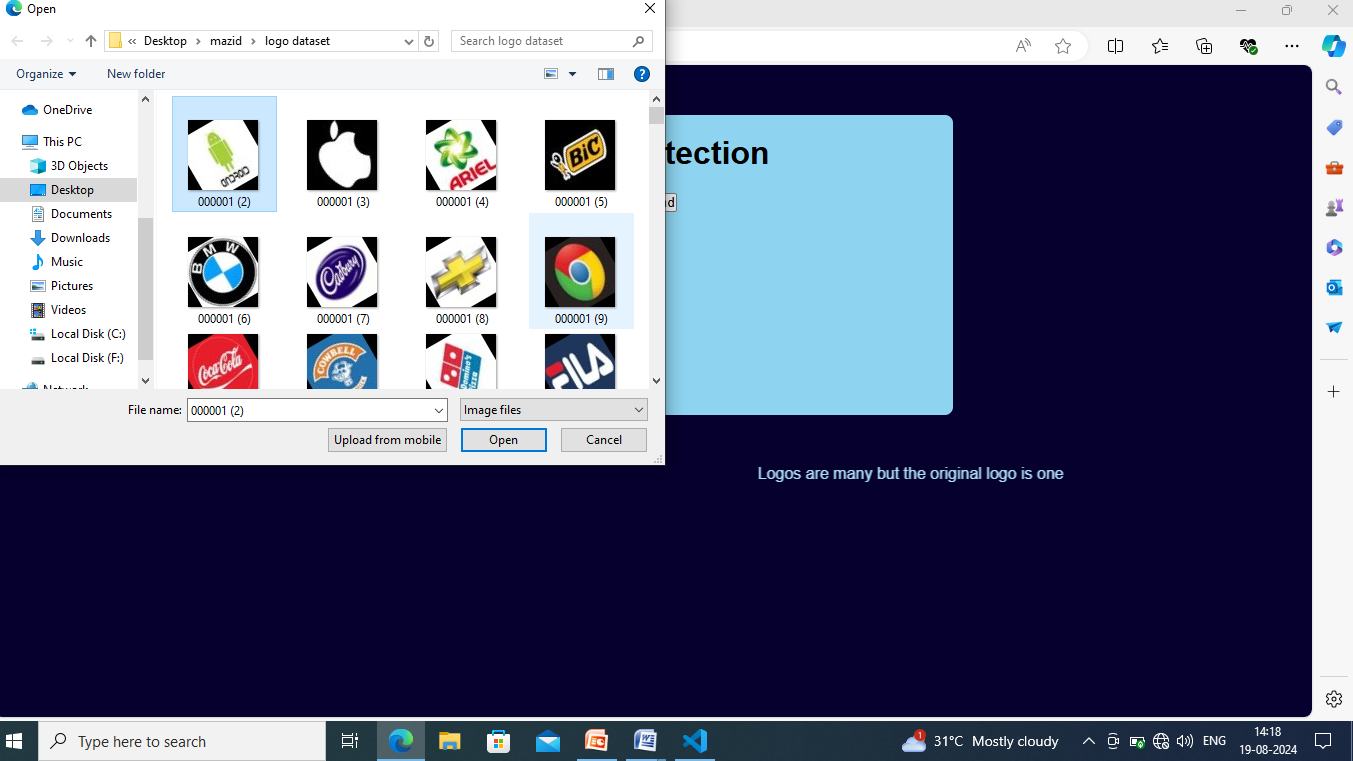 Open
Desktop
mazid
logo dataset
Search logo dataset
Organize
New folder
OneDrive
This PC
3D Objects
Desktop
Documents
Downloads
Music
Pictures
Videos
Local Disk (C:)
Local Disk (F:)
ANDROID
000001 (2)
000001 (3)
ARIEL
000001 (4)
BiC
000001 (5)
BMW
000001 (6)
Cadbury
000001 (7)
000001 (8)
000001 (9)
Coca-Cola
COWBELL
Domino's
Pizza
FILA
File name:
000001 (2)
Image files
Upload from mobile
Open
Cancel
tection
Logos are many but the original logo is one
Type here to search
1
31°C Mostly cloudy
ENG
14:18
19-08-2024